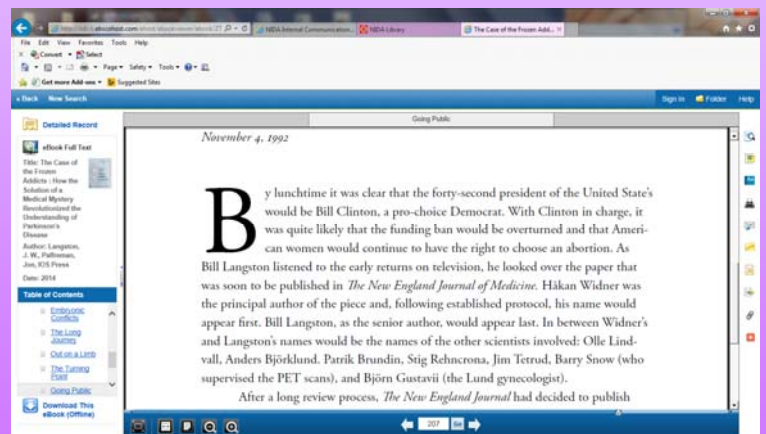 NIDA Internal Communication...
NIDA Library
The Case of the Frozen Add...
File Edit View Favorites Tools Help
Convert Select
Page Safety Tools
Get more Add-ons Suggested Sites
« Back New Search
Sign In Folder Help
Detailed Record
eBook Full Text
Title: The Case of
the Frozen
Addicts : How the
Solution of a
Medical Mystery
Revolutionized the
Understanding of
Parkinson's
Disease
Author: Langston,
J. W., Palfreman,
Jon, IOS Press
Date: 2014
Table of Contents
Embryonic
Conflicts
The Long
Journey
Out on a Limb
The Turning
Point
Going Public
Download This
eBook (Offline)
Going Public
November 4, 1992
By lunchtime it was clear that the forty-second president of the United State's
would be Bill Clinton, a pro-choice Democrat. With Clinton in charge, it
was quite likely that the funding ban would be overturned and that Ameri-
can women would continue to have the right to choose an abortion. As
Bill Langston listened to the early returns on television, he looked over the paper that
was soon to be published in The New England Journal of Medicine. Håkan Widner was
the principal author of the piece and, following established protocol, his name would
appear first. Bill Langston, as the senior author, would appear last. In between Widner's
and Langston's names would be the names of the other scientists involved: Olle Lind-
vall, Anders Björklund. Patrik Brundin, Stig Rehncrona, Jim Tetrud, Barry Snow (who
supervised the PET scans), and Björn Gustavii (the Lund gynecologist).
After a long review process, The New England Journal had decided to publish
207